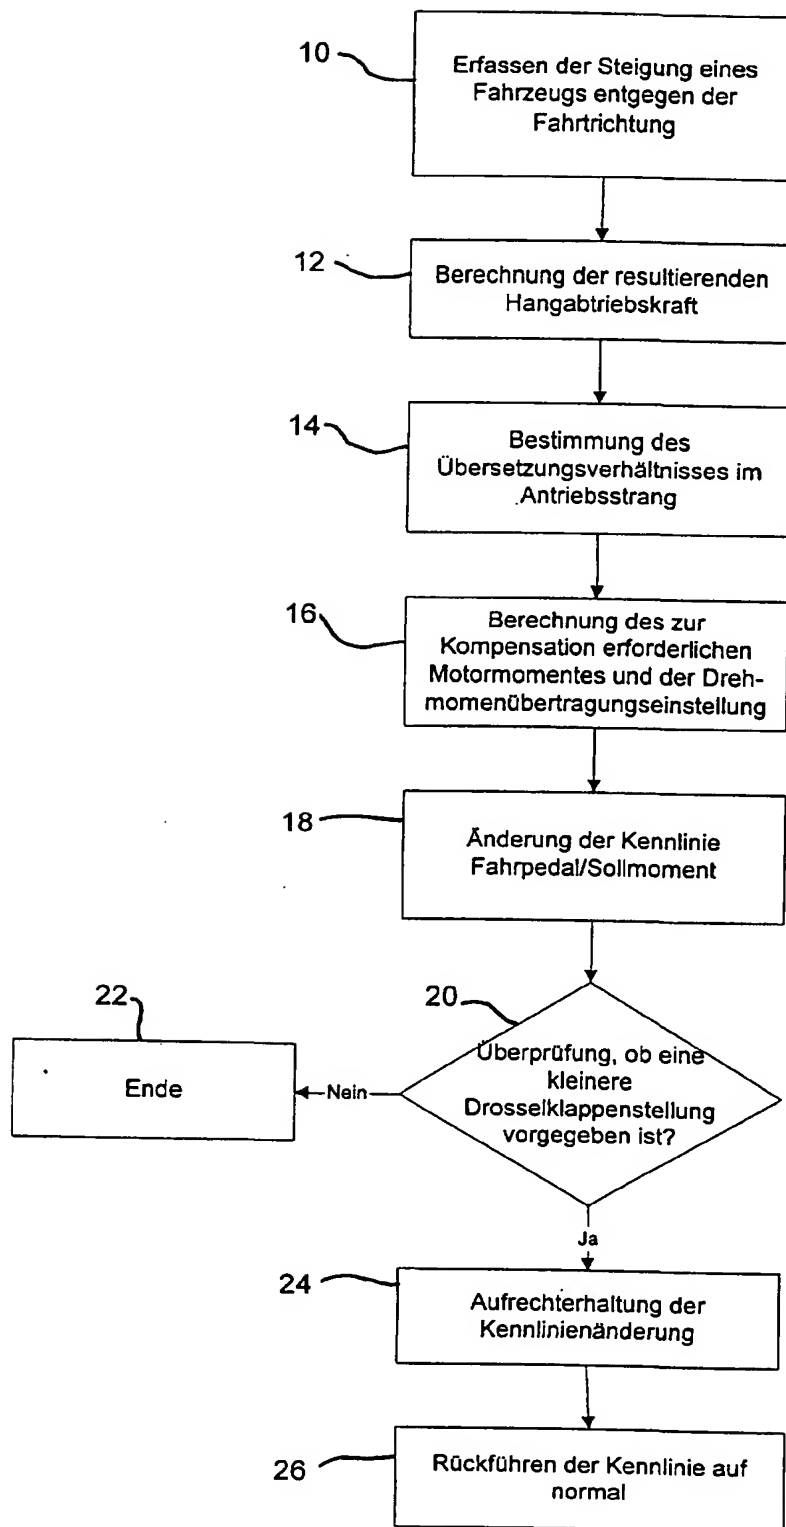 10
Erfassen der Steigung eines
Fahrzeugs entgegen der
Fahrtrichtung
12
Berechnung der resultierenden
Hangabtriebskraft
14
Bestimmung des
Übersetzungsverhältnisses im
Antriebsstrang
16
Berechnung des zur
Kompensation erforderlichen
Motormomentes und der Dreh-
momenübertragungseinstellung
18
Änderung der Kennlinie
Fahrpedal/Sollmoment
22
Ende
Nein
20
Überprüfung, ob eine
kleinere
Drosselklappenstellung
vorgegeben ist?
Ja
24
Aufrechterhaltung der
Kennlinienänderung
26
Rückführen der Kennlinie auf
normal